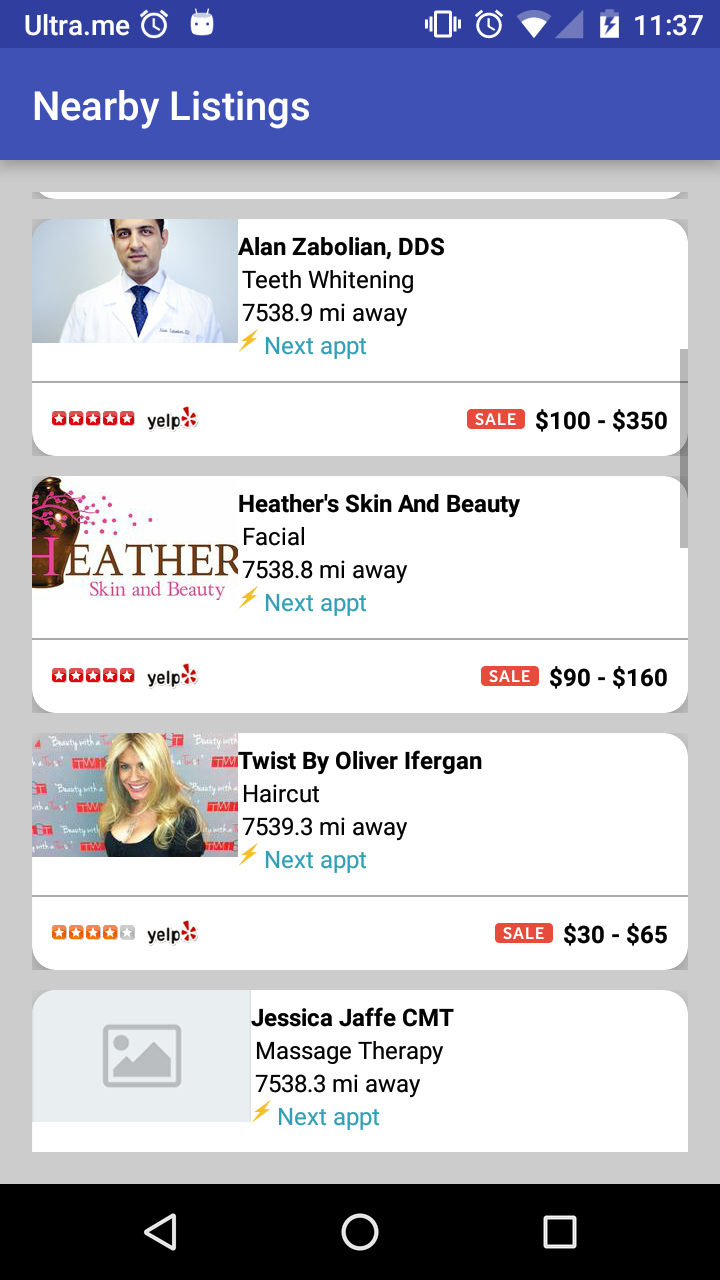 Ultra.me 11:37
Nearby Listings
Alan Zabolian, DDS
Teeth Whitening
7538.9 mi away
Next appt
yelp SALE $100 - $350
HEATHER
Skin and Beauty
Heather's Skin And Beauty
Facial
7538.8 mi away
Next appt
yelp SALE $90 - $160
Beauty with a Twist
Twist By Oliver Ifergan
Haircut
7539.3 mi away
Next appt
yelp SALE $30 - $65
Jessica Jaffe CMT
Massage Therapy
7538.3 mi away
Next appt